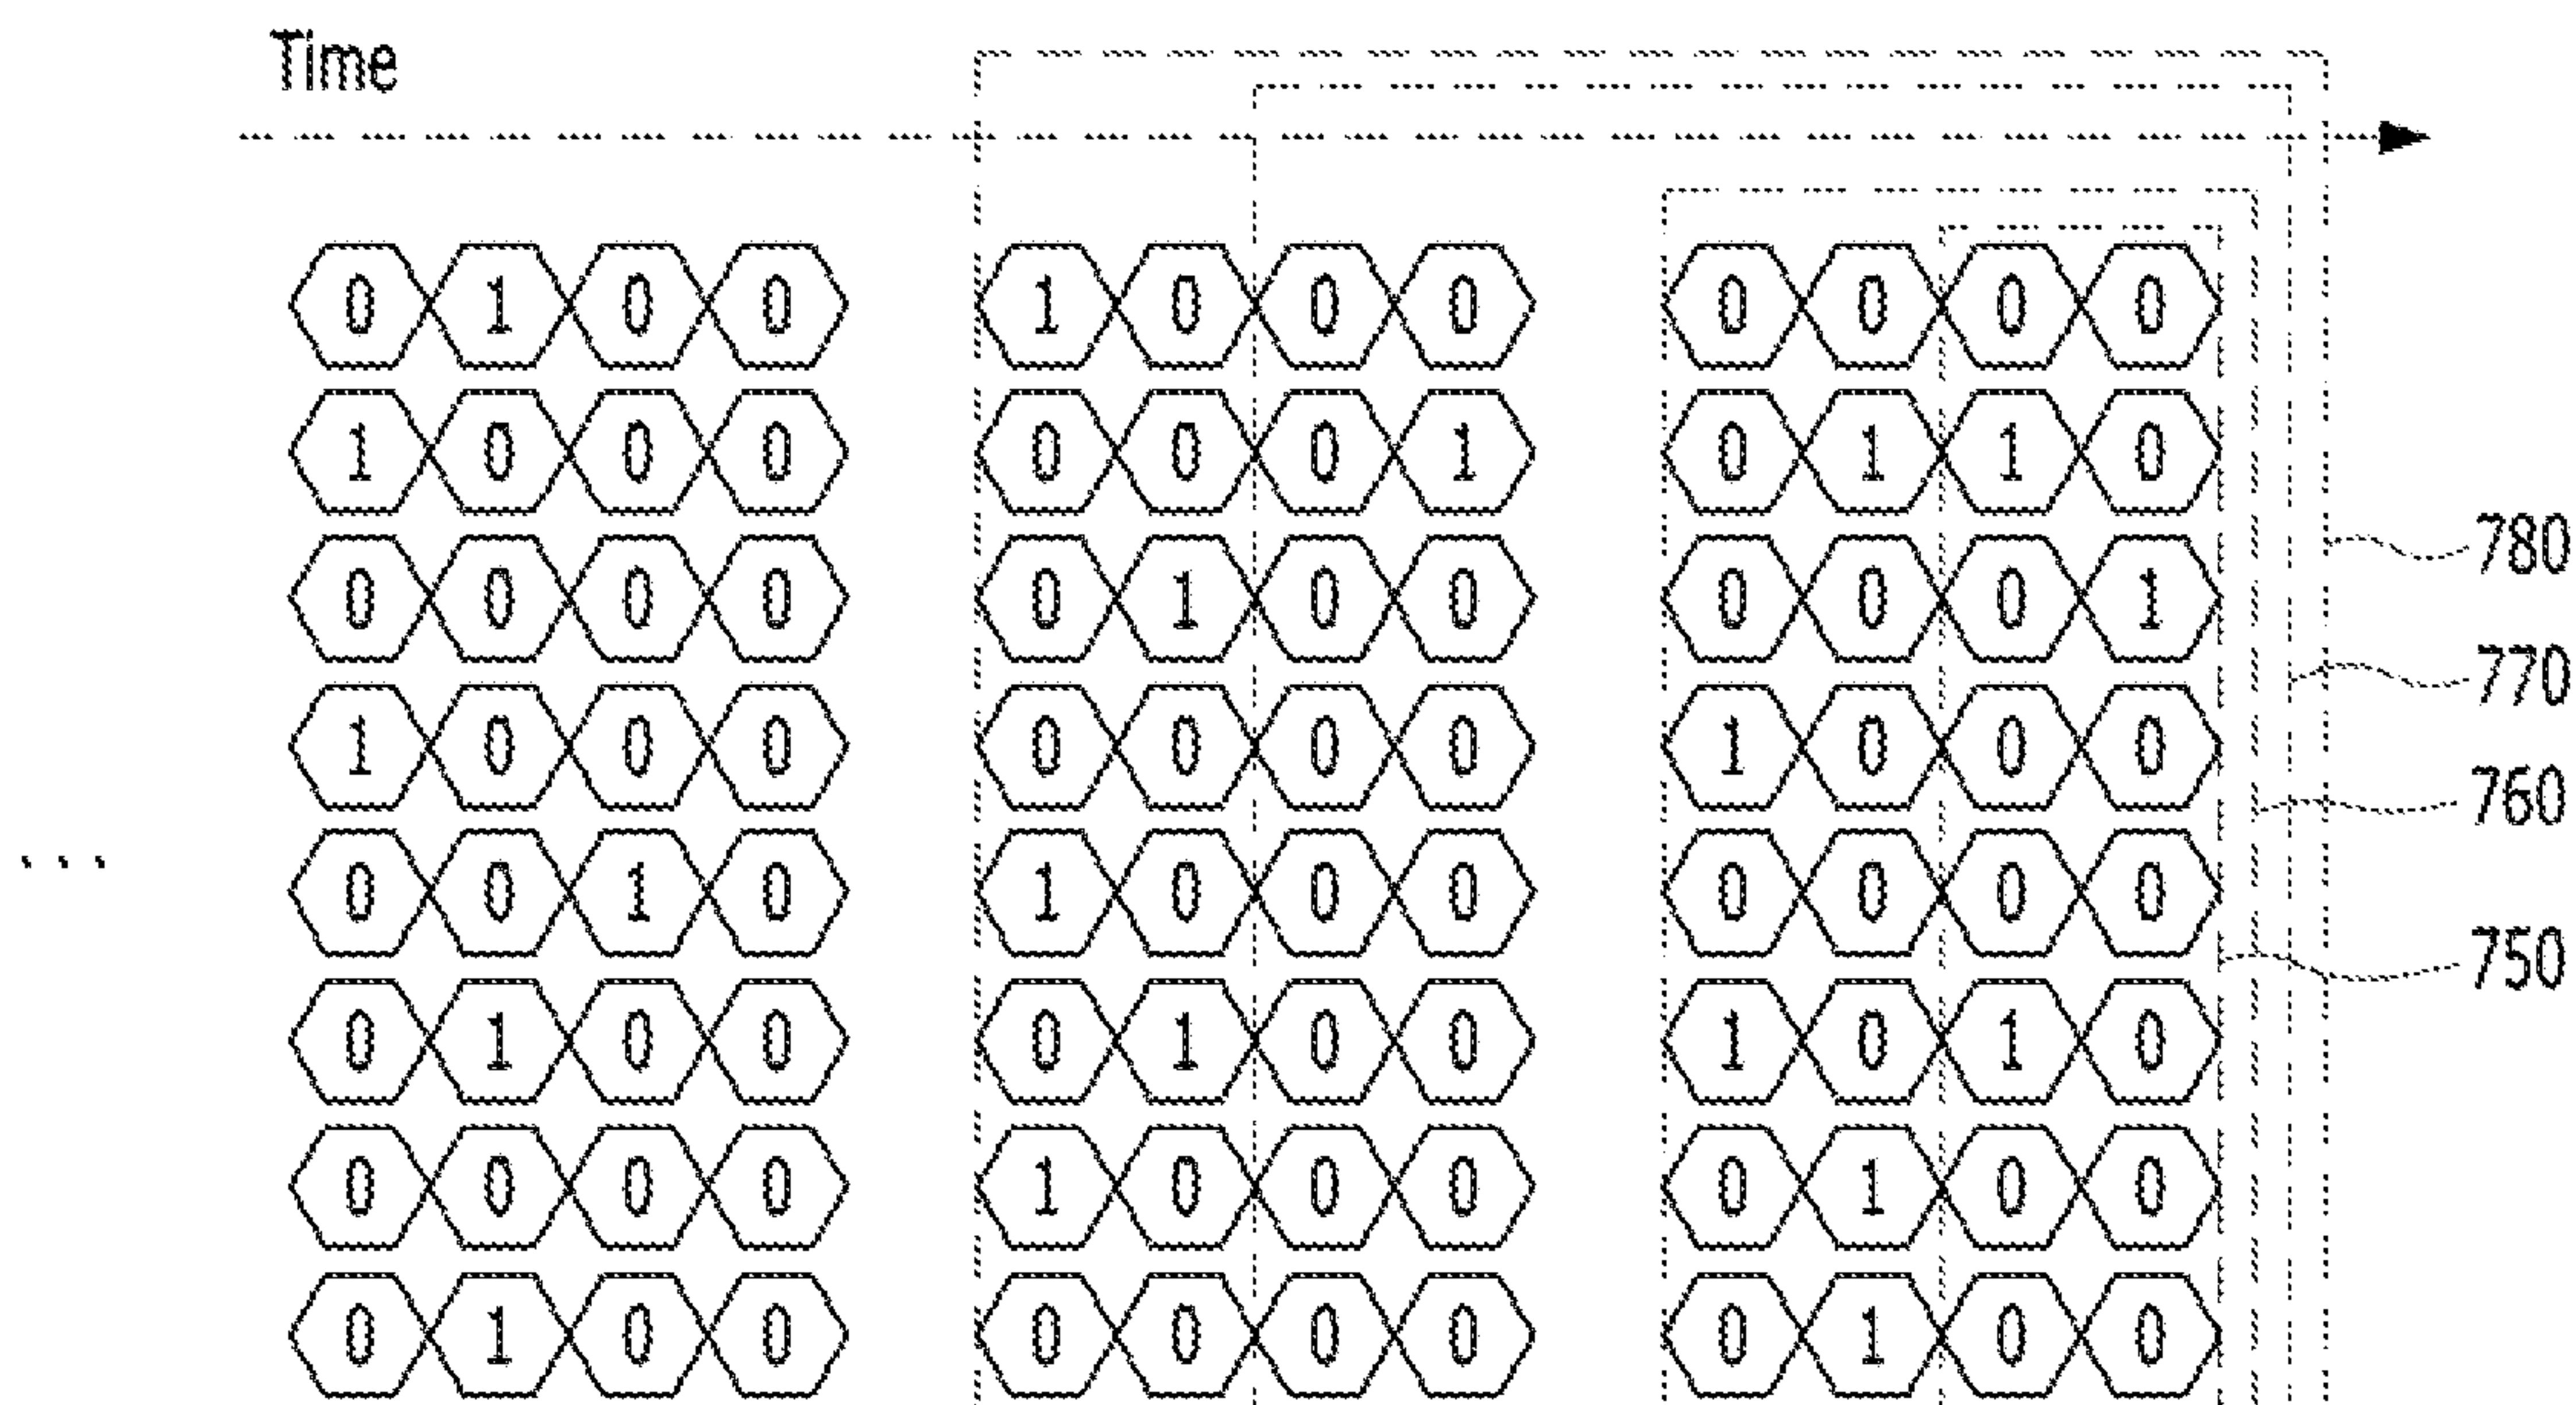 Time
0 1 0 0 1 0 0 0 0 0 0 0
1 0 0 0 0 0 0 1 0 1 1 0
0 0 0 0 0 1 0 0 0 0 0 1
780
770
1 0 0 0 0 0 0 0 1 0 0 0
760
... 0 0 1 0 1 0 0 0 0 0 0 0
750
0 1 0 0 0 1 0 0 1 0 1 0
0 0 0 0 1 0 0 0 0 1 0 0
0 1 0 0 0 0 0 0 0 1 0 0